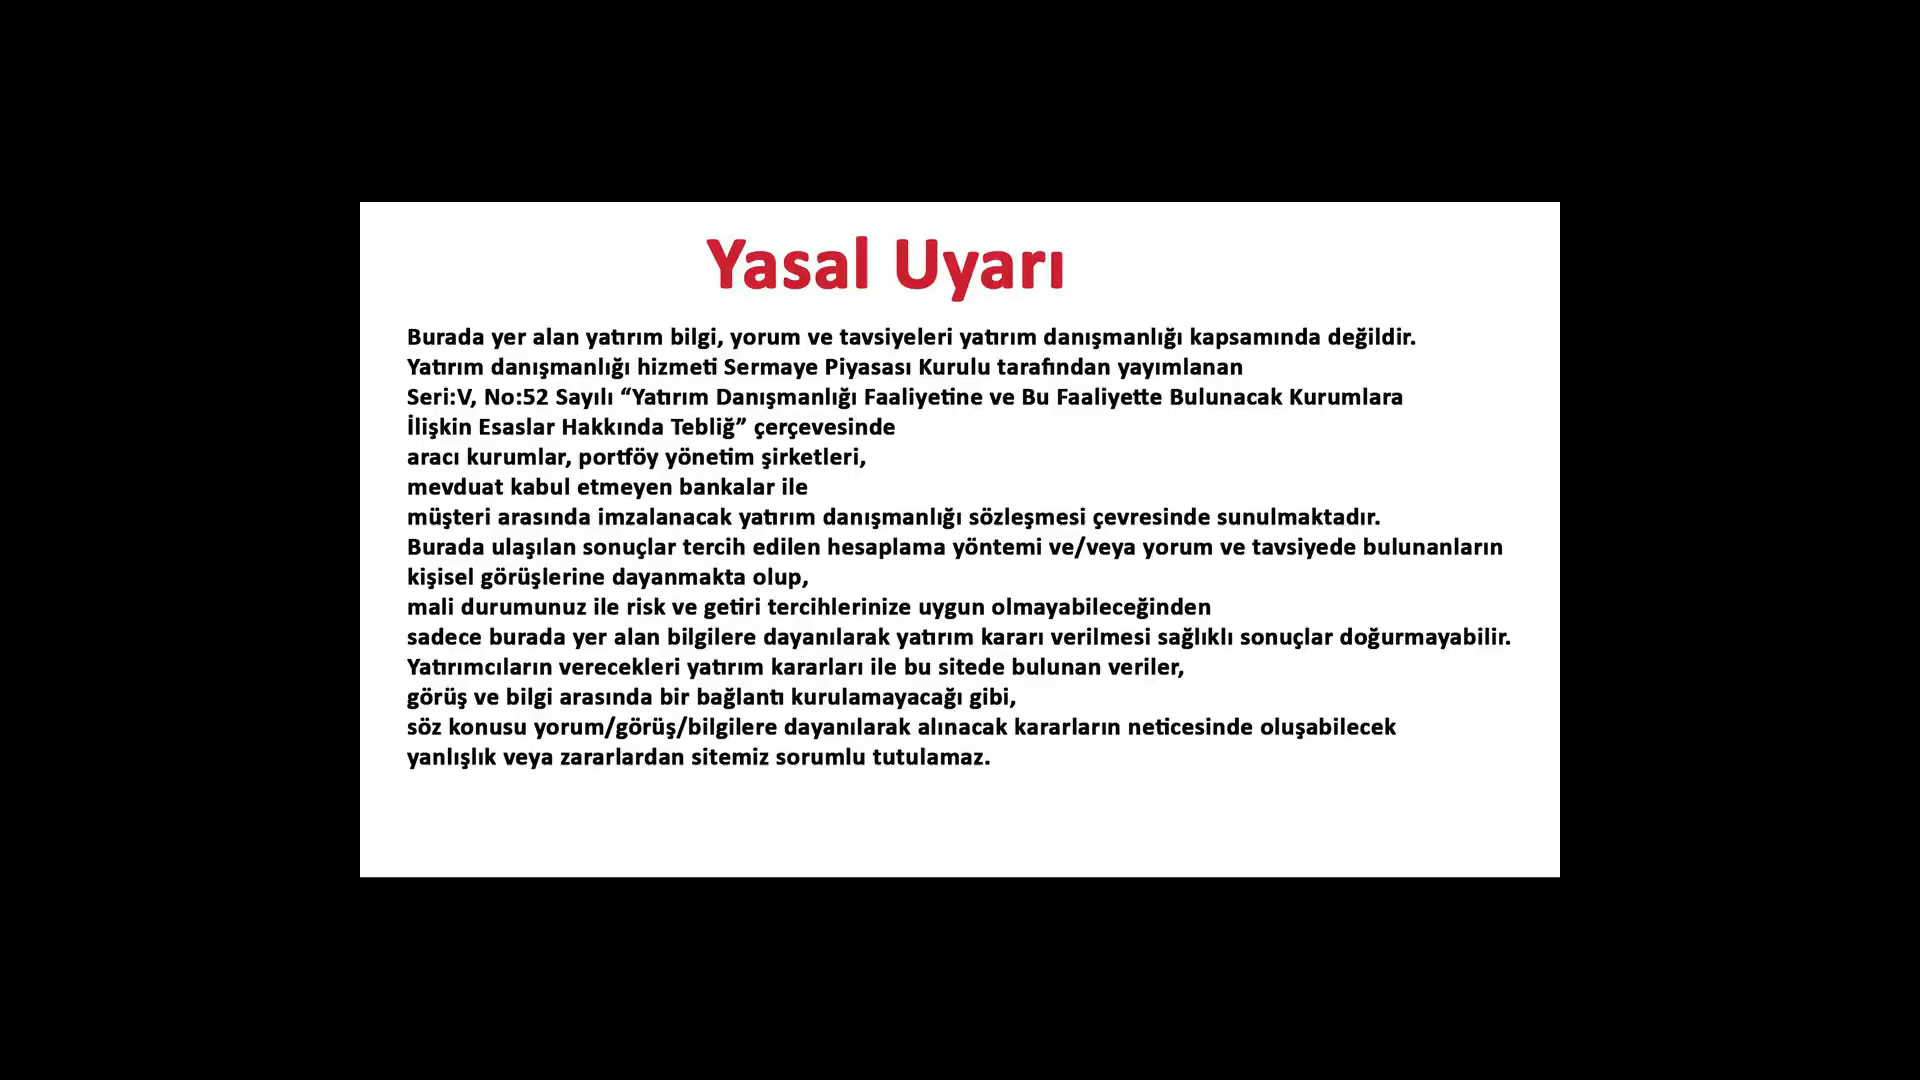 Yasal Uyarı
Burada yer alan yatırım bilgi, yorum ve tavsiyeleri yatırım danışmanlığı kapsamında değildir.
Yatırım danışmanlığı hizmeti Sermaye Piyasası Kurulu tarafından yayımlanan
Seri:V, No:52 Sayılı “Yatırım Danışmanlığı Faaliyetine ve Bu Faaliyette Bulunacak Kurumlara
İlişkin Esaslar Hakkında Tebliğ” çerçevesinde
aracı kurumlar, portföy yönetim şirketleri,
mevduat kabul etmeyen bankalar ile
müşteri arasında imzalanacak yatırım danışmanlığı sözleşmesi çevresinde sunulmaktadır.
Burada ulaşılan sonuçlar tercih edilen hesaplama yöntemi ve/veya yorum ve tavsiyede bulunanların
kişisel görüşlerine dayanmakta olup,
mali durumunuz ile risk ve getiri tercihlerinize uygun olmayabileceğinden
sadece burada yer alan bilgilere dayanılarak yatırım kararı verilmesi sağlıklı sonuçlar doğurmayabilir.
Yatırımcıların verecekleri yatırım kararları ile bu sitede bulunan veriler,
görüş ve bilgi arasında bir bağlantı kurulamayacağı gibi,
söz konusu yorum/görüş/bilgilere dayanılarak alınacak kararların neticesinde oluşabilecek
yanlışlık veya zararlardan sitemiz sorumlu tutulamaz.